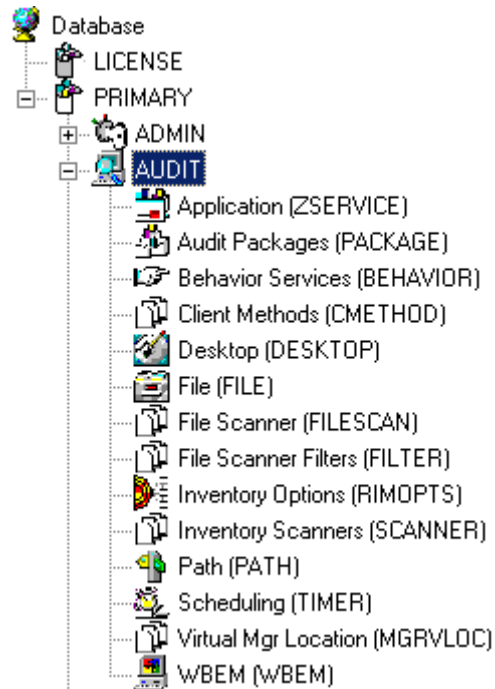 Database
LICENSE
PRIMARY
ADMIN
AUDIT
Application (ZSERVICE)
Audit Packages (PACKAGE)
Behavior Services (BEHAVIOR)
Client Methods (CMETHOD)
Desktop (DESKTOP)
File (FILE)
File Scanner (FILESCAN)
File Scanner Filters (FILTER)
Inventory Options (RIMOPTS)
Inventory Scanners (SCANNER)
Path (PATH)
Scheduling (TIMER)
Virtual Mgr Location (MGRVLOC)
WBEM (WBEM)